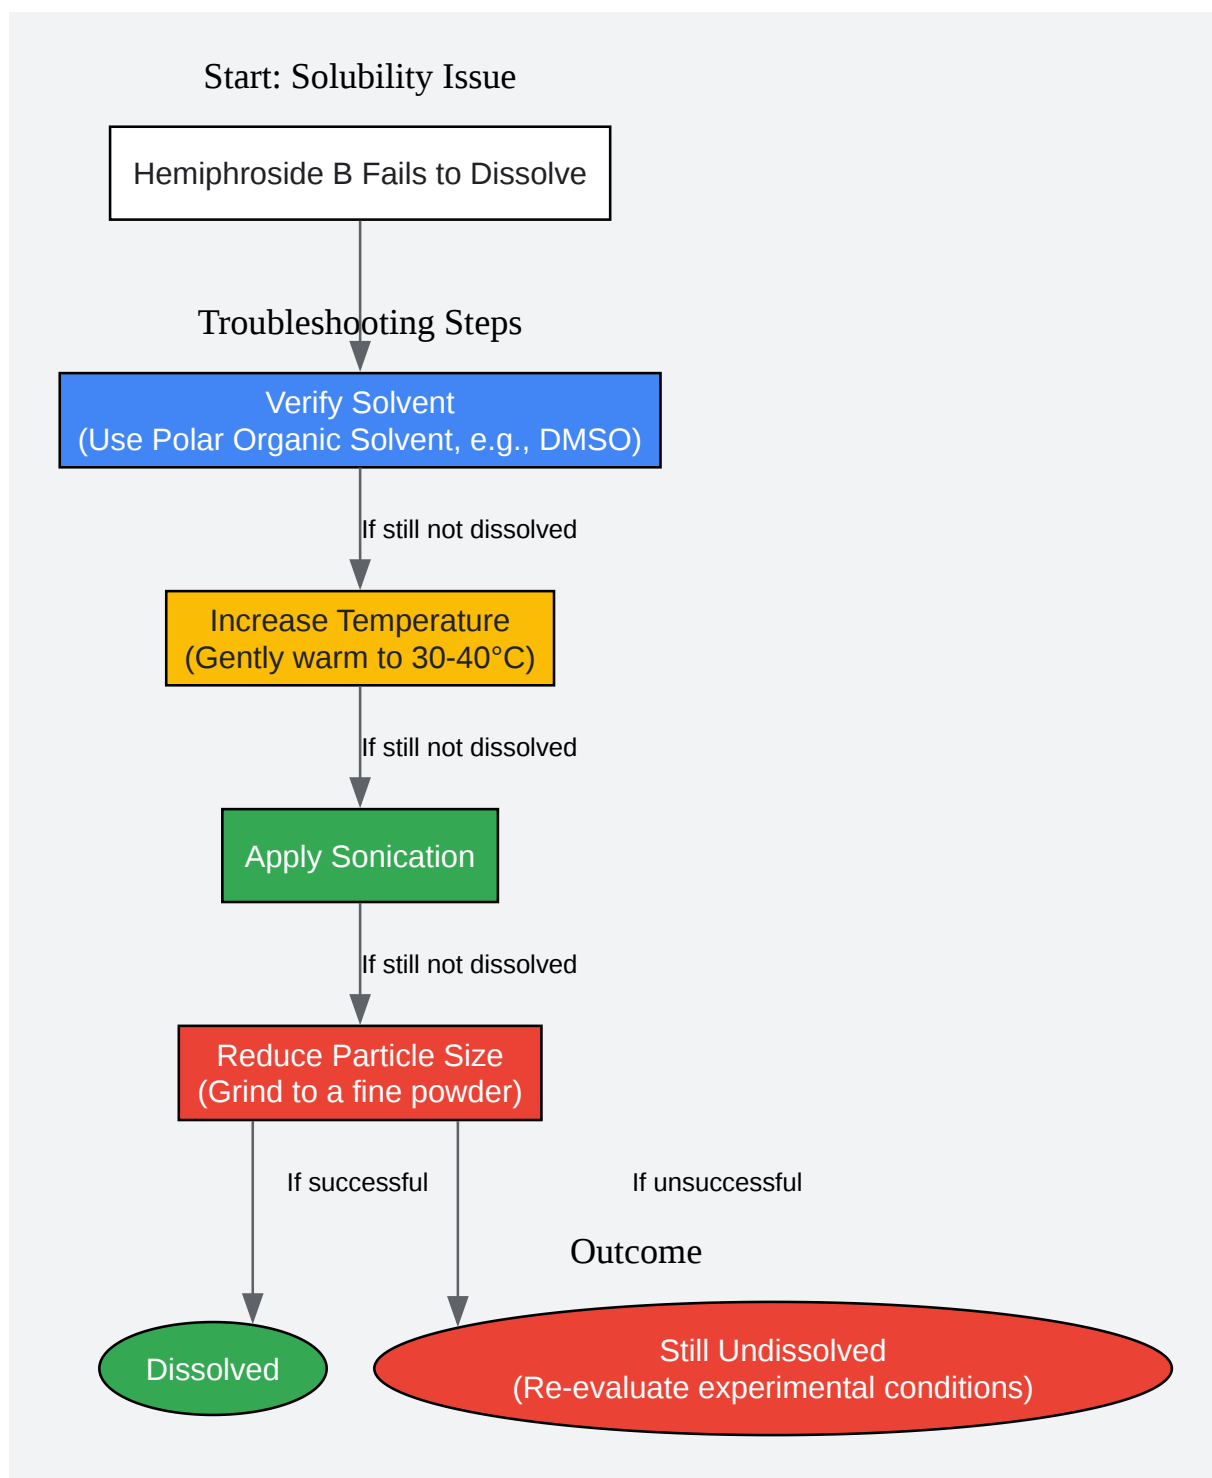 Start: Solubility Issue
Hemiphroside B Fails to Dissolve
Troubleshooting Steps
Verify Solvent
(Use Polar Organic Solvent, e.g., DMSO)
If still not dissolved
Increase Temperature
(Gently warm to 30-40°C)
If still not dissolved
Apply Sonication
If still not dissolved
Reduce Particle Size
(Grind to a fine powder)
If successful
If unsuccessful
Outcome
Dissolved
Still Undissolved
(Re-evaluate experimental conditions)